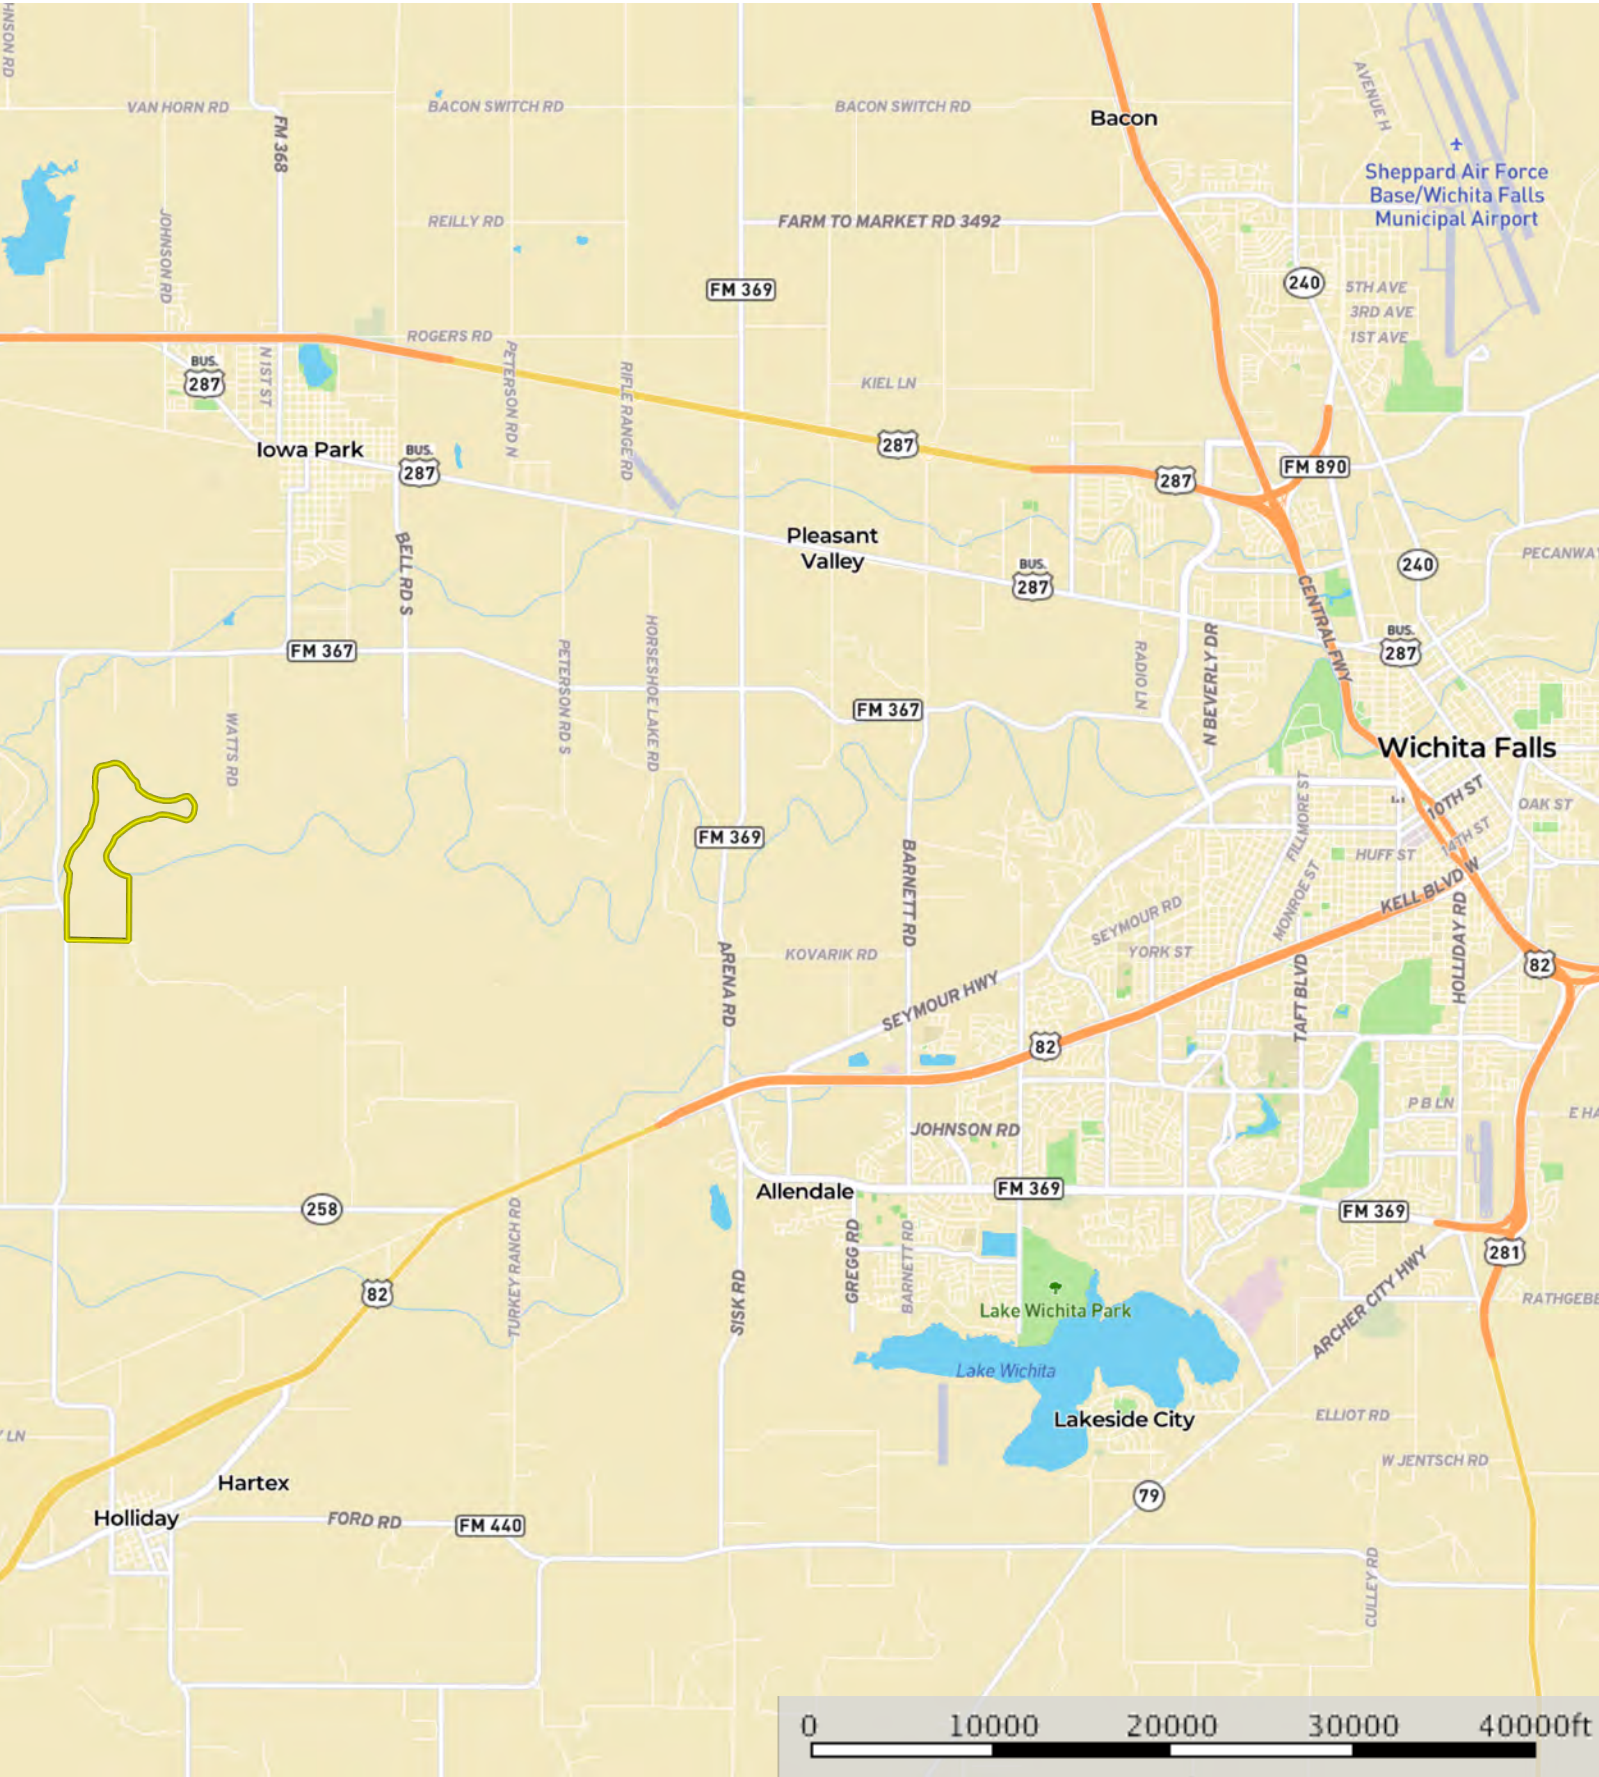 HNSON RD
VAN HORN RD
BACON SWITCH RD
BACON SWITCH RD
Bacon
AVENUE H
FM 368
Sheppard Air Force
Base/Wichita Falls
Municipal Airport
JOHNSON RD
REILLY RD
FARM TO MARKET RD 3492
FM 369
240
5TH AVE
3RD AVE
1ST AVE
ROGERS RD
BUS.
287
N 1ST ST
PETERSON RD N
RIFLE RANGE RD
KIEL LN
Iowa Park
BUS.
287
287
287
FM 890
Pleasant
Valley
BELL RD S
BUS.
287
240
PECANWAY
CENTRAL FWY
FM 367
PETERSON RD S
HORSESHOE LAKE RD
RADIO LN
N BEVERLY DR
BUS.
287
WATTS RD
FM 367
Wichita Falls
FM 369
BARNETT RD
FILLMORE ST
10TH ST
OAK ST
14TH ST
HUFF ST
KELL BLVD W
MONROE ST
SEYMOUR RD
YORK ST
HOLLIDAY RD
KOVARIK RD
ARENA RD
SEYMOUR HWY
TAFT BLVD
82
82
P B LN
E HA
JOHNSON RD
Allendale
FM 369
FM 369
258
TURKEY RANCH RD
GREGG RD
BARNETT RD
281
82
SISK RD
Lake Wichita Park
ARCHER CITY HWY
RATHGEBE
Lake Wichita
Y LN
Lakeside City
ELLIOT RD
W JENTSCH RD
Hartex
79
Holliday
FORD RD
FM 440
CULLEY RD
0 10000 20000 30000 40000ft